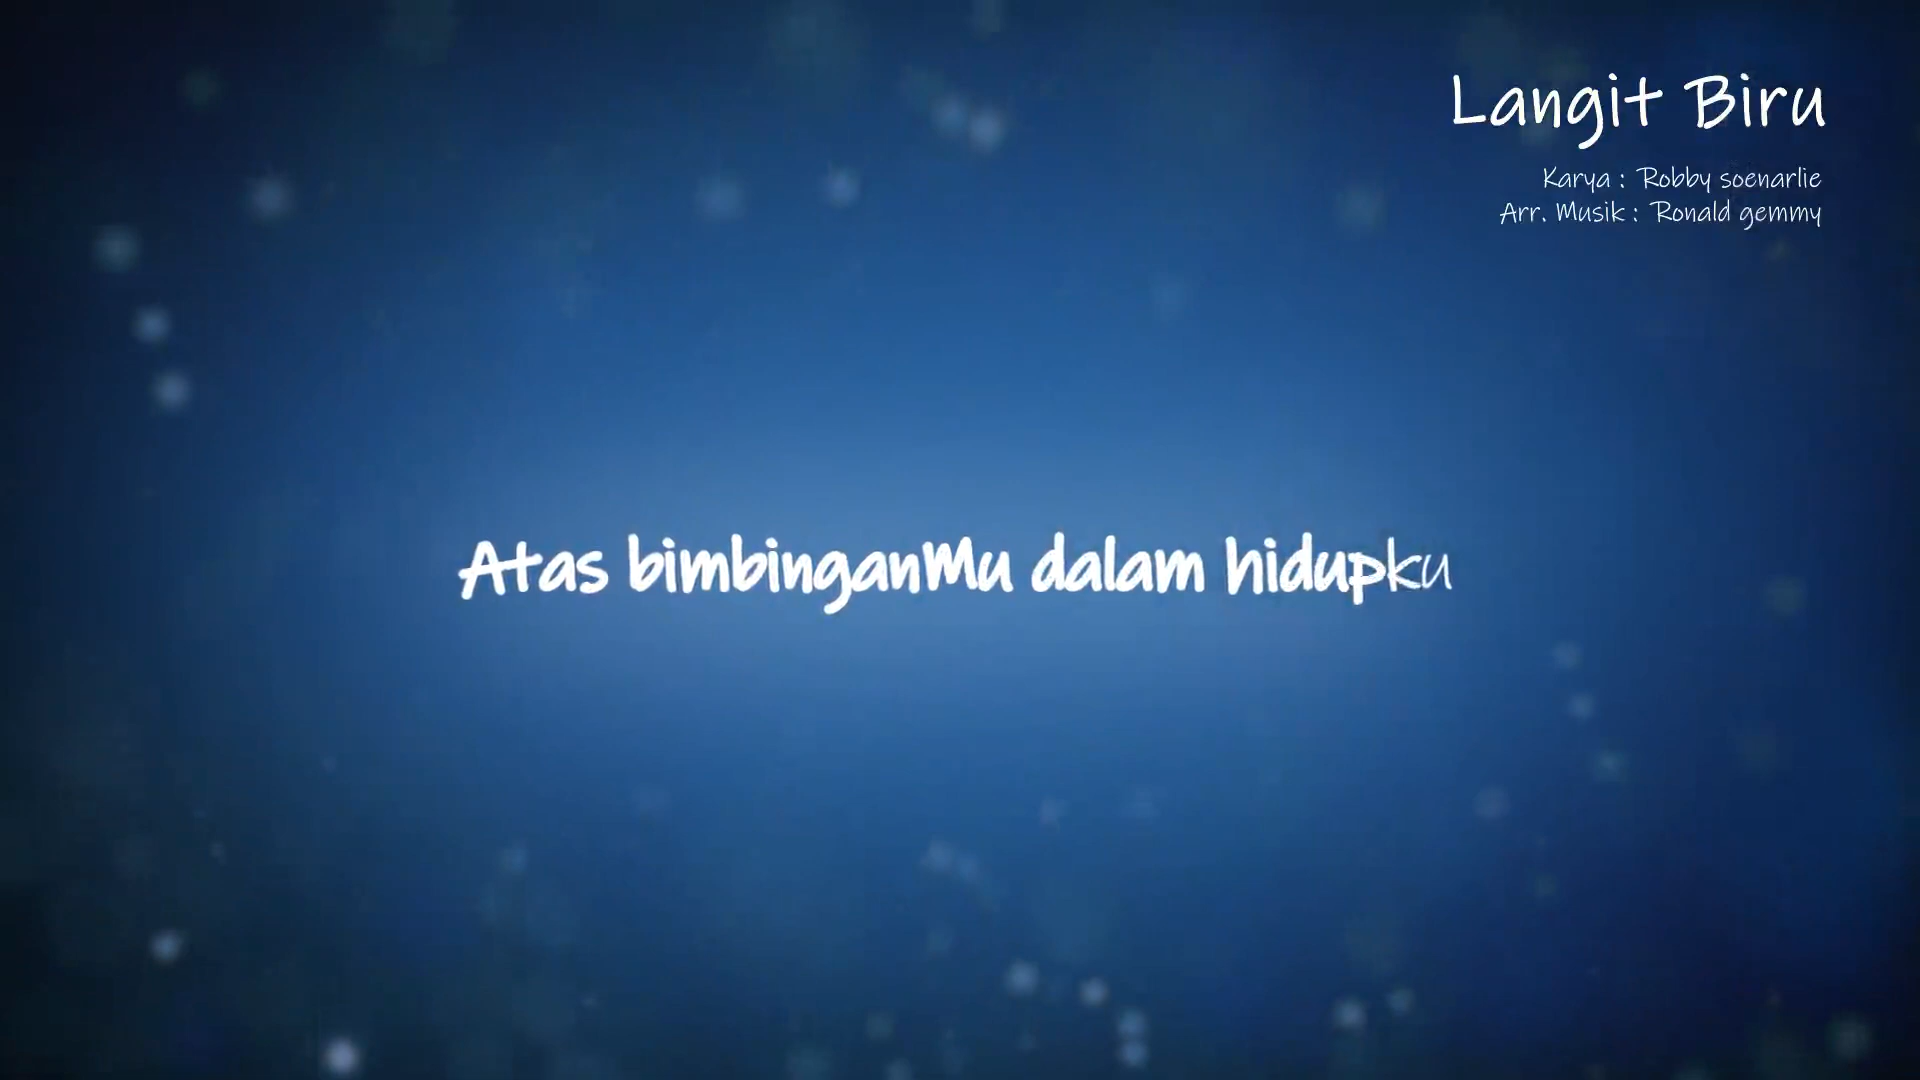 Langit Biru
Karya : Robby soenarlie
Arr. Musik : Ronald gemmy
Atas bimbinganMu dalam hidupku